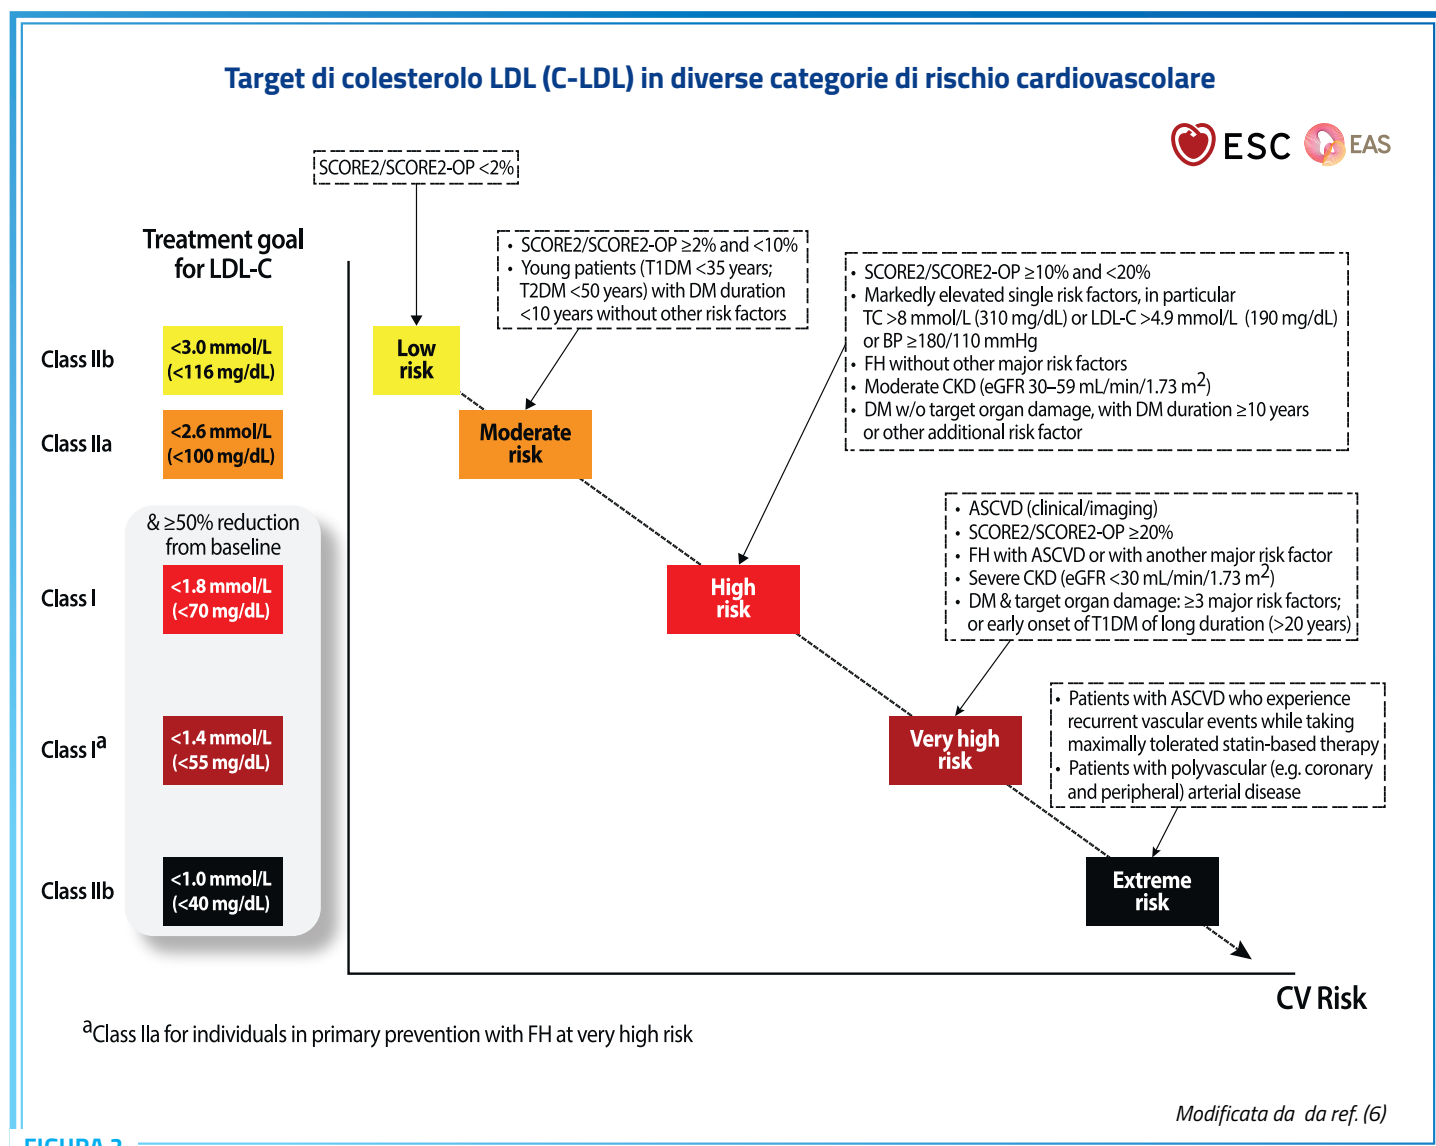 Target di colesterolo LDL (C-LDL) in diverse categorie di rischio cardiovascolare
ESC
EAS
SCORE2/SCORE2-OP <2%
Treatment goal
for LDL-C
• SCORE2/SCORE2-OP ≥2% and <10%
• Young patients (T1DM <35 years;
T2DM <50 years) with DM duration
<10 years without other risk factors
• SCORE2/SCORE2-OP ≥10% and <20%
• Markedly elevated single risk factors, in particular
TC >8 mmol/L (310 mg/dL) or LDL-C >4.9 mmol/L (190 mg/dL)
or BP ≥180/110 mmHg
• FH without other major risk factors
• Moderate CKD (eGFR 30–59 mL/min/1.73 m²)
• DM w/o target organ damage, with DM duration ≥10 years
or other additional risk factor
Class IIb
<3.0 mmol/L
(<116 mg/dL)
Low
risk
Class IIa
<2.6 mmol/L
(<100 mg/dL)
Moderate
risk
& ≥50% reduction
from baseline
• ASCVD (clinical/imaging)
• SCORE2/SCORE2-OP ≥20%
• FH with ASCVD or with another major risk factor
• Severe CKD (eGFR <30 mL/min/1.73 m²)
• DM & target organ damage: ≥3 major risk factors;
or early onset of T1DM of long duration (>20 years)
Class I
<1.8 mmol/L
(<70 mg/dL)
High
risk
• Patients with ASCVD who experience
recurrent vascular events while taking
maximally tolerated statin-based therapy
• Patients with polyvascular (e.g. coronary
and peripheral) arterial disease
Class Iᵃ
<1.4 mmol/L
(<55 mg/dL)
Very high
risk
Class IIb
<1.0 mmol/L
(<40 mg/dL)
Extreme
risk
CV Risk
ᵃClass IIa for individuals in primary prevention with FH at very high risk
Modificata da da ref. (6)
FIGURA 2